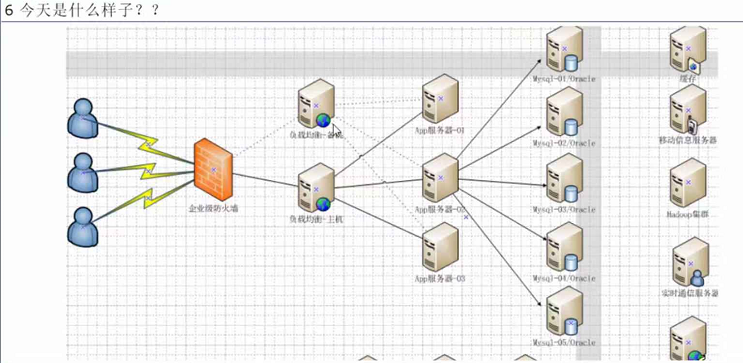 6 今天是什么样子？？
Mysql-01/Oracle
缓存
负载均衡-备机
App服务器-01
Mysql-02/Oracle
移动信息服务器
企业级防火墙
负载均衡-主机
App服务器-02
Mysql-03/Oracle
Hadoop集群
App服务器-03
Mysql-04/Oracle
实时通信服务器
Mysql-05/Oracle